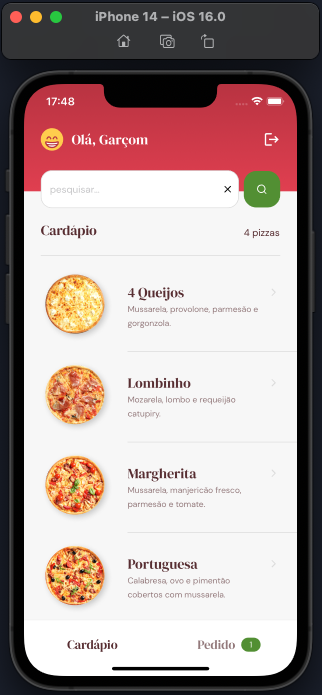 iPhone 14 – iOS 16.0
17:48
Olá, Garçom
pesquisar...
Cardápio
4 pizzas
4 Queijos
Mussarela, provolone, parmesão e
gorgonzola.
Lombinho
Mozarela, lombo e requeijão
catupiry.
Margherita
Mussarela, manjericão fresco,
parmesão e tomate.
Portuguesa
Calabresa, ovo e pimentão
cobertos com mussarela.
Cardápio
Pedido 1